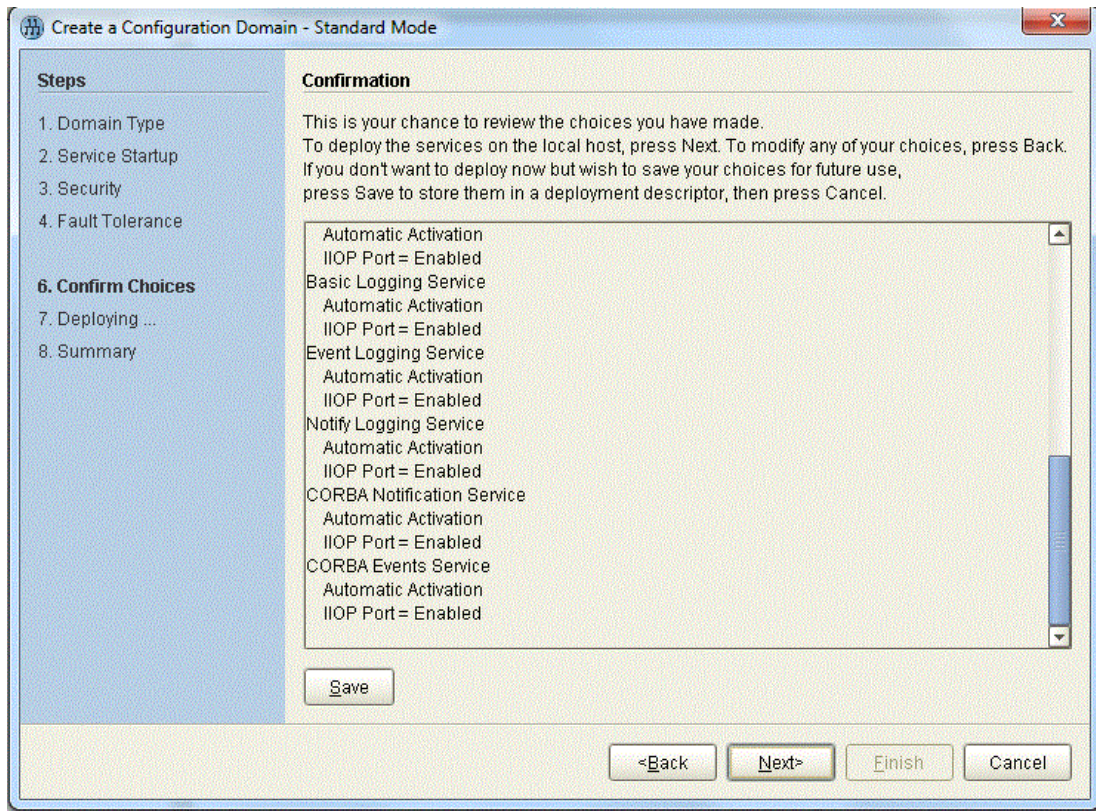 Create a Configuration Domain - Standard Mode
Steps
1. Domain Type
2. Service Startup
3. Security
4. Fault Tolerance
6. Confirm Choices
7. Deploying ...
8. Summary
Confirmation
This is your chance to review the choices you have made.
To deploy the services on the local host, press Next. To modify any of your choices, press Back.
If you don't want to deploy now but wish to save your choices for future use,
press Save to store them in a deployment descriptor, then press Cancel.
Automatic Activation
IIOP Port = Enabled
Basic Logging Service
Automatic Activation
IIOP Port = Enabled
Event Logging Service
Automatic Activation
IIOP Port = Enabled
Notify Logging Service
Automatic Activation
IIOP Port = Enabled
CORBA Notification Service
Automatic Activation
IIOP Port = Enabled
CORBA Events Service
Automatic Activation
IIOP Port = Enabled
Save
<Back
Next>
Finish
Cancel